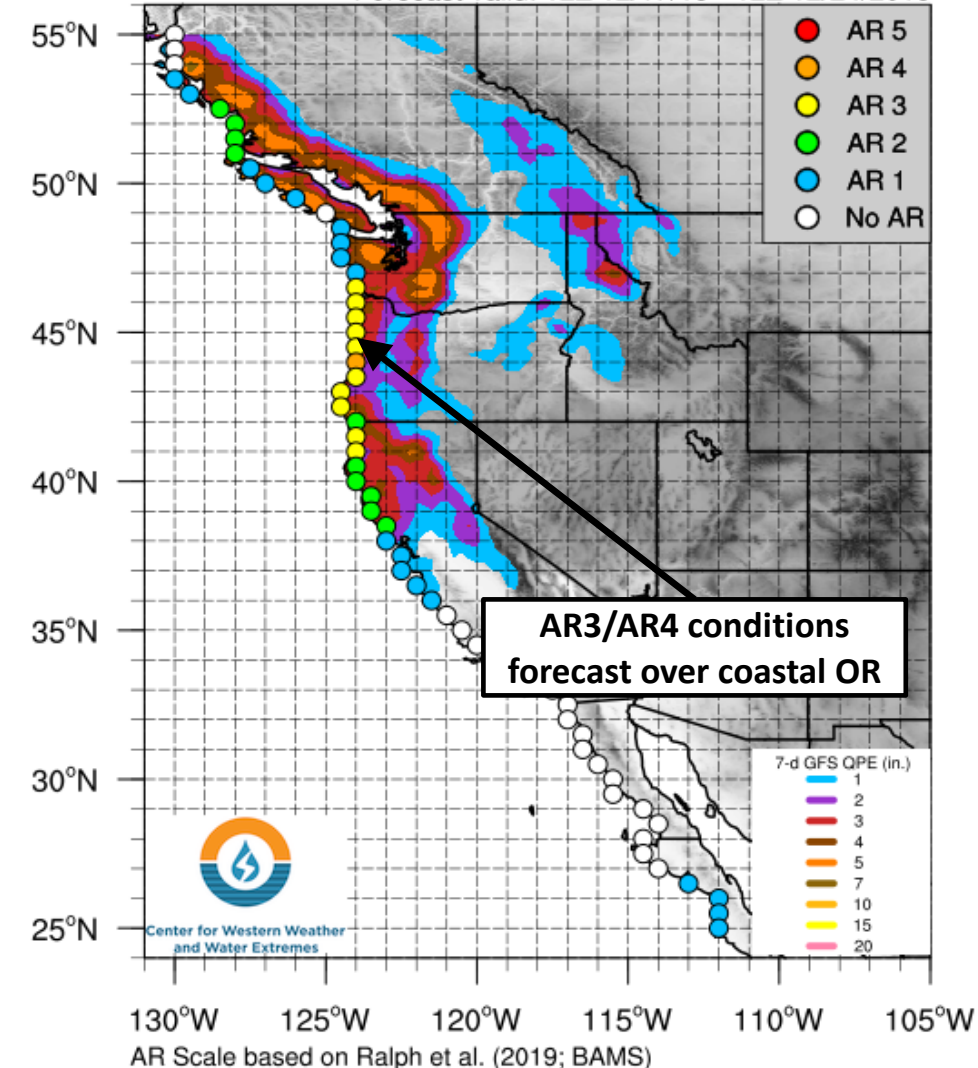 AR 5
AR 4
AR 3
AR 2
AR 1
No AR
55°N
50°N
45°N
40°N
35°N
30°N
25°N
AR3/AR4 conditions
forecast over coastal OR
7-d GFS QPE (in.)
1
2
3
4
5
7
10
15
20
Center for Western Weather
and Water Extremes
130°W
125°W
120°W
115°W
110°W
105°W
AR Scale based on Ralph et al. (2019; BAMS)